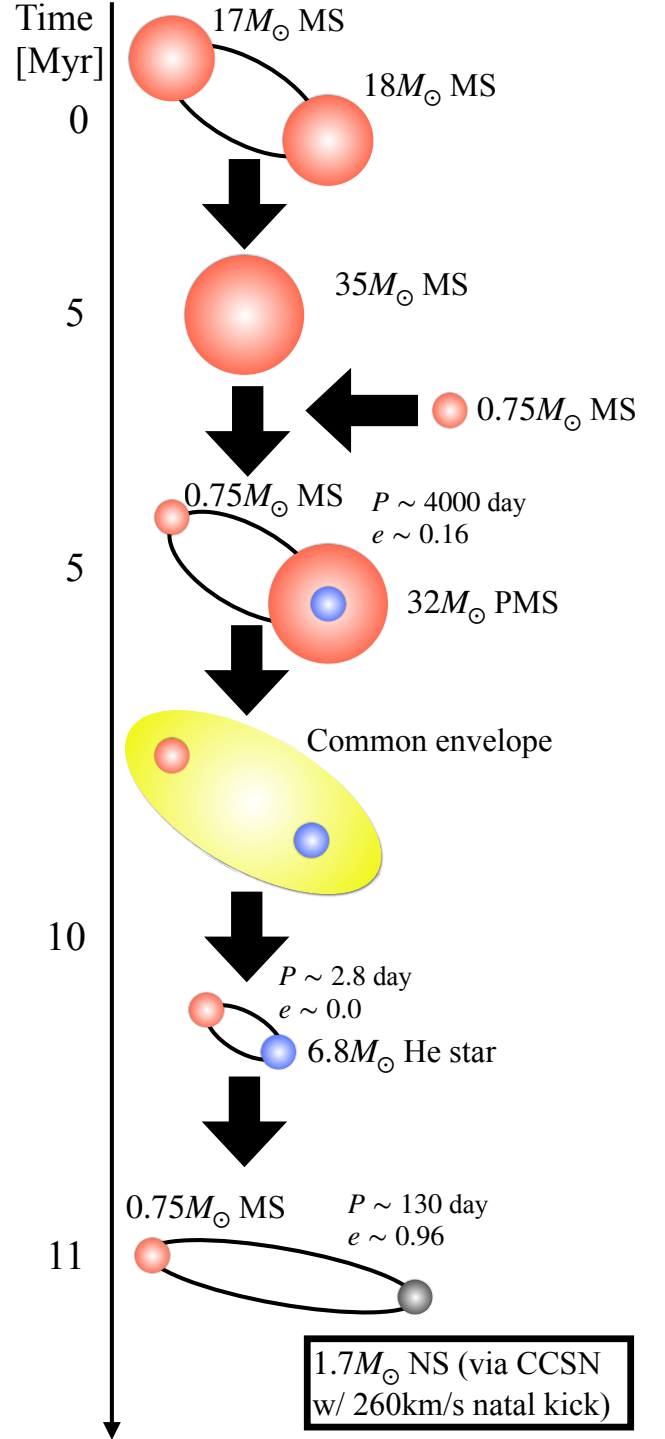 Time
[Myr]
17M☉ MS
18M☉ MS
0
35M☉ MS
5
0.75M☉ MS
0.75M☉ MS
P ∼ 4000 day
e ∼ 0.16
5
32M☉ PMS
Common envelope
10
P ∼ 2.8 day
e ∼ 0.0
6.8M☉ He star
0.75M☉ MS
P ∼ 130 day
e ∼ 0.96
11
1.7M☉ NS (via CCSN
w/ 260km/s natal kick)